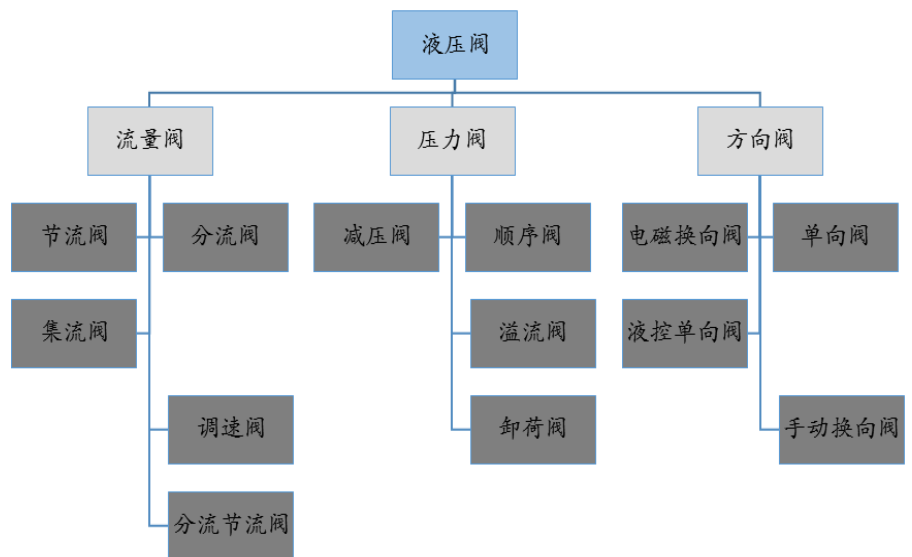 液压阀
流量阀
压力阀
方向阀
节流阀
分流阀
减压阀
顺序阀
电磁换向阀
单向阀
集流阀
溢流阀
液控单向阀
调速阀
卸荷阀
手动换向阀
分流节流阀